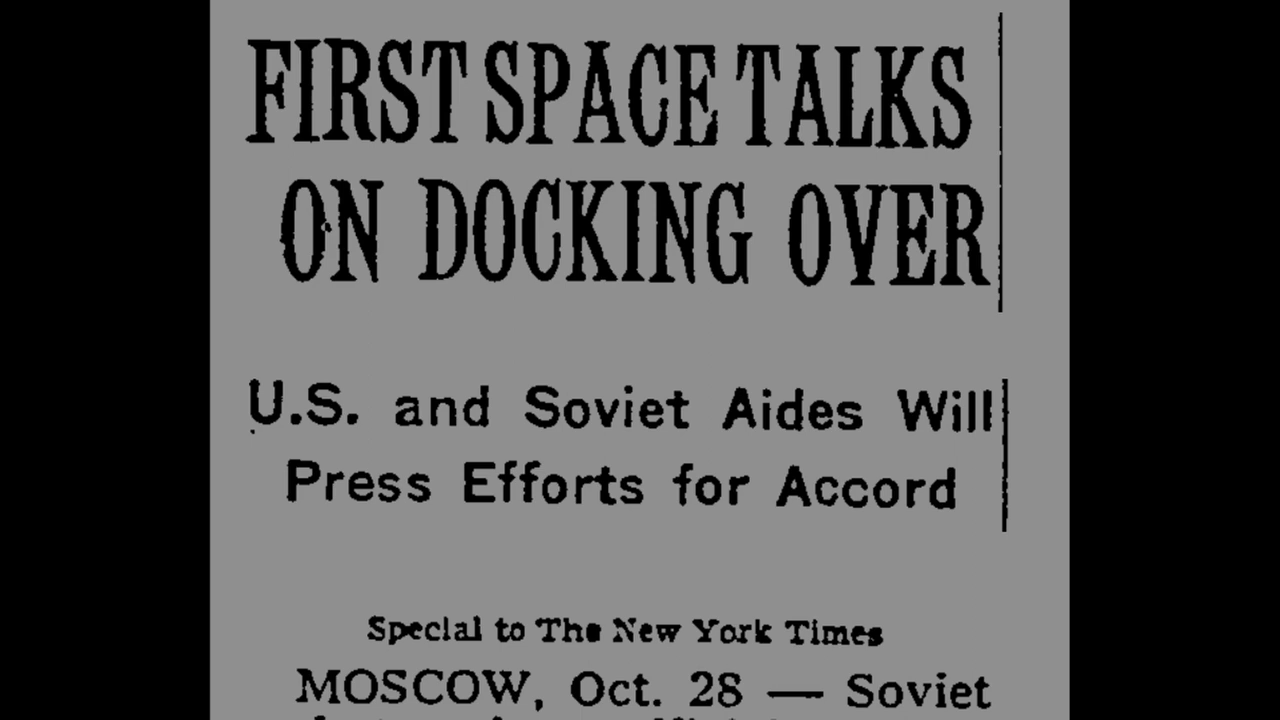 FIRST SPACE TALKS
ON DOCKING OVER
U.S. and Soviet Aides Will
Press Efforts for Accord
Special to The New York Times
MOSCOW, Oct. 28 — Soviet